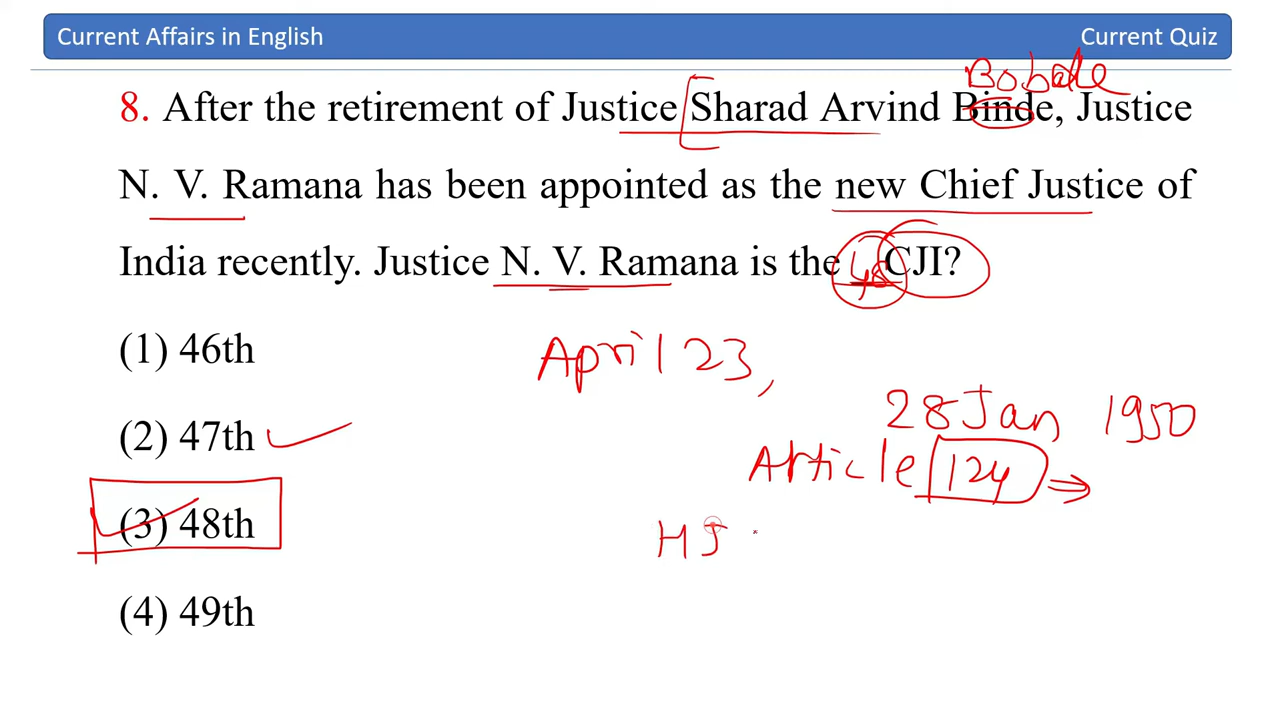 Current Affairs in English Current Quiz
Bobade
8. After the retirement of Justice Sharad Arvind Binde, Justice
N. V. Ramana has been appointed as the new Chief Justice of
India recently. Justice N. V. Ramana is the 48 CJI?
(1) 46th
April 23,
28 Jan 1950
(2) 47th
Article 124 ⇒
(3) 48th
HJ
(4) 49th